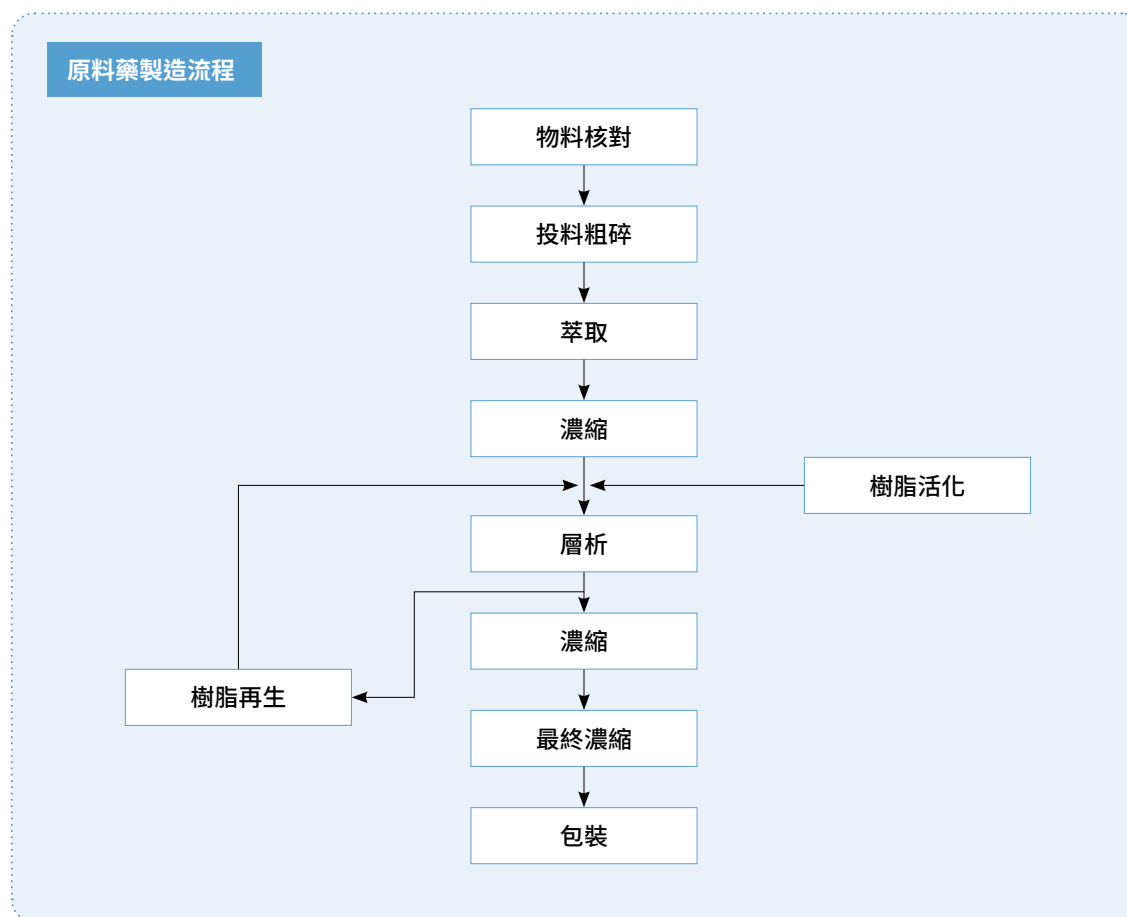 原料藥製造流程
物料核對
投料粗碎
萃取
濃縮
樹脂活化
層析
濃縮
樹脂再生
最終濃縮
包裝